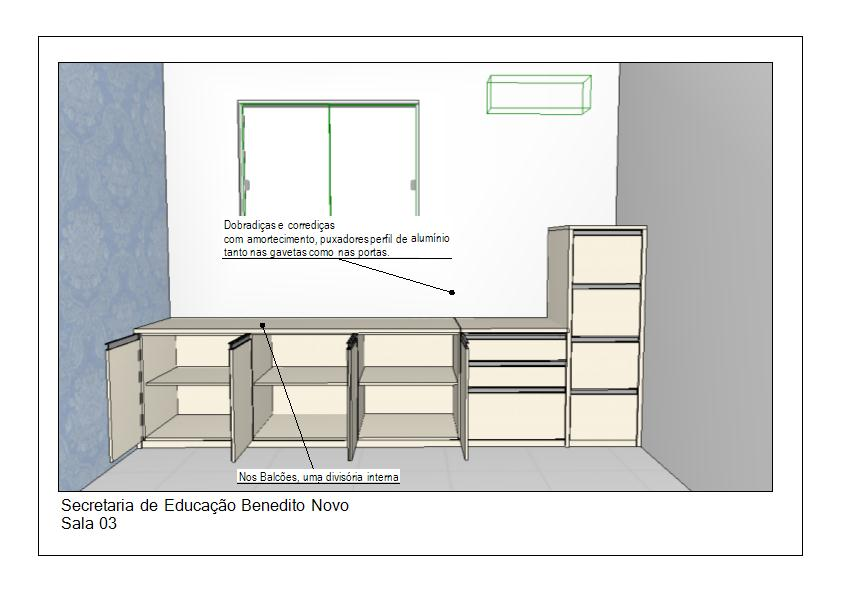 Dobradiças e corrediças
com amortecimento, puxadores perfil de alumínio
tanto nas gavetas como nas portas.
Nos Balcões, uma divisória interna
Secretaria de Educação Benedito Novo
Sala 03